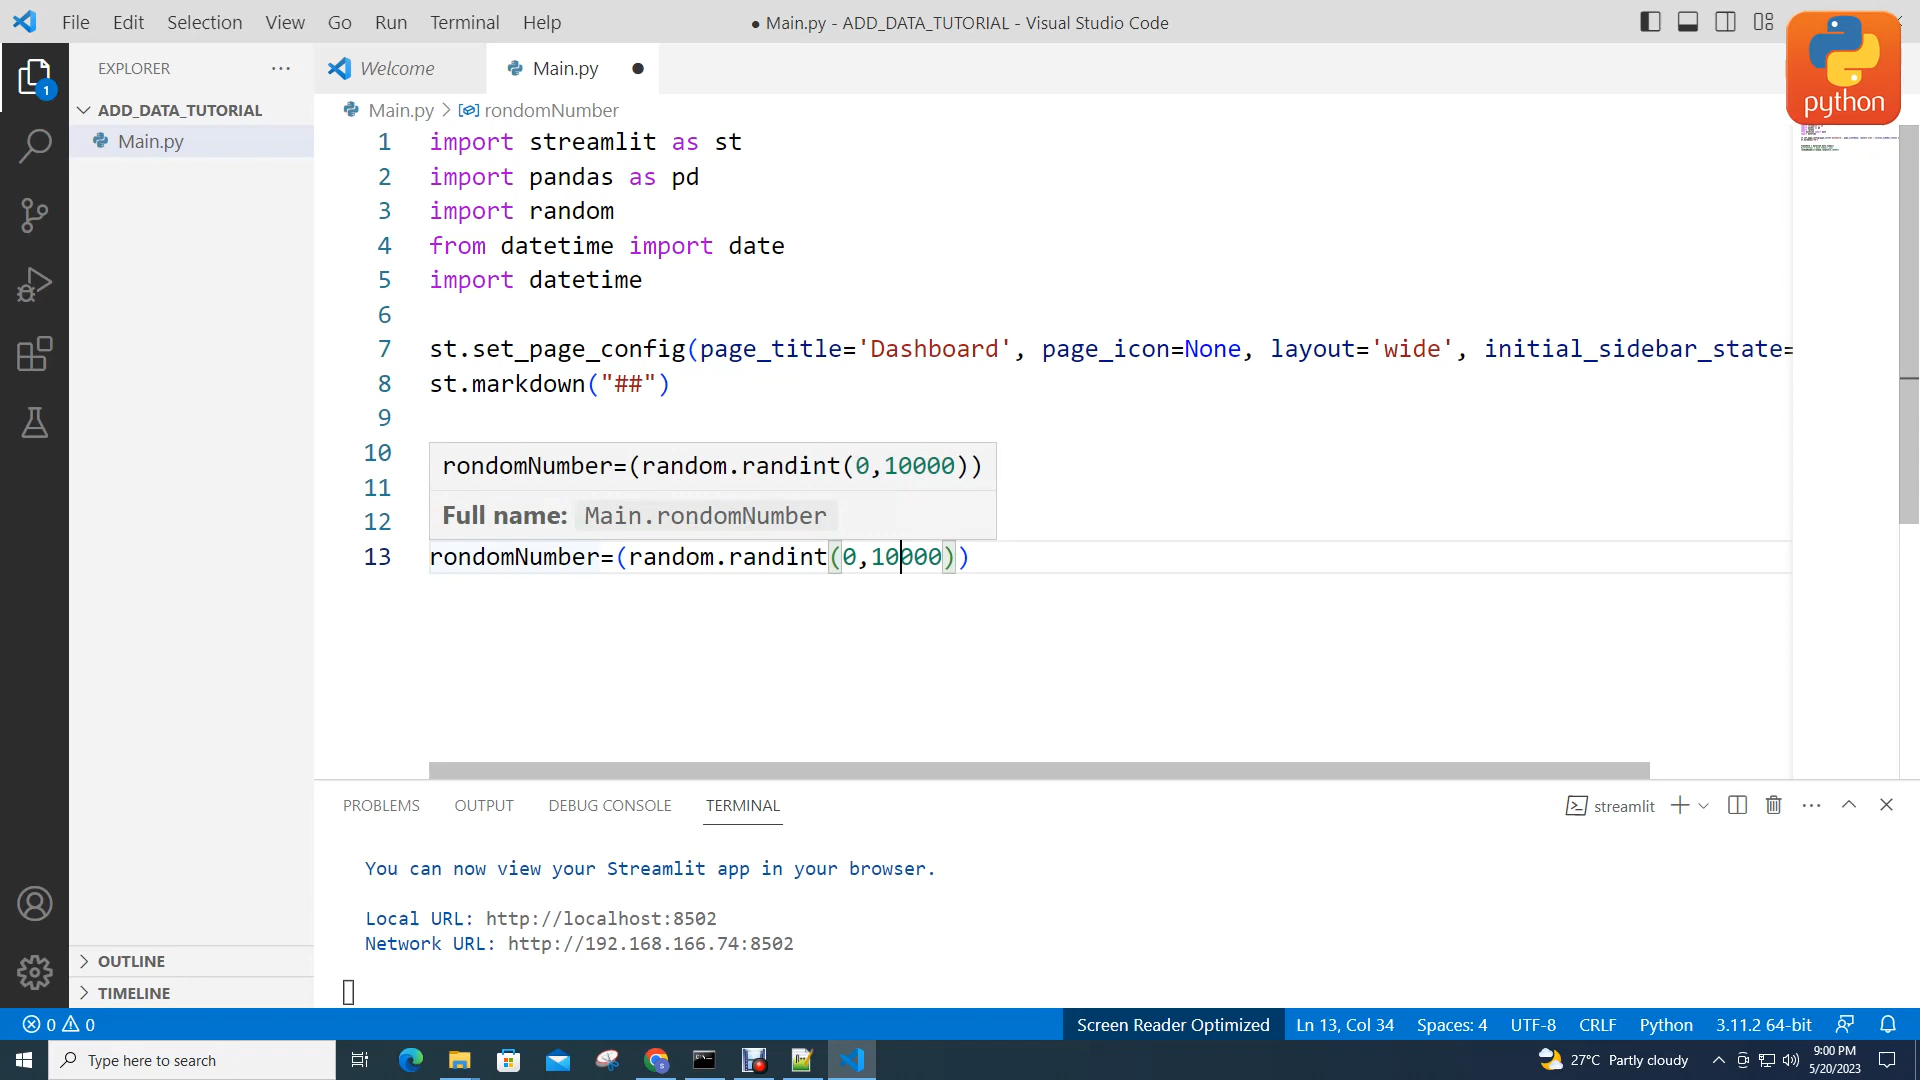 File Edit Selection View Go Run Terminal Help
● Main.py - ADD_DATA_TUTORIAL - Visual Studio Code
python
EXPLORER
Welcome
Main.py
1
ADD_DATA_TUTORIAL
Main.py
Main.py > rondomNumber
1 import streamlit as st
2 import pandas as pd
3 import random
4 from datetime import date
5 import datetime
6
7 st.set_page_config(page_title='Dashboard', page_icon=None, layout='wide', initial_sidebar_state=
8 st.markdown("##")
9
10
rondomNumber=(random.randint(0,10000))
11
Full name: Main.rondomNumber
12
13 rondomNumber=(random.randint(0,10000))
PROBLEMS OUTPUT DEBUG CONSOLE TERMINAL
streamlit
You can now view your Streamlit app in your browser.
Local URL: http://localhost:8502
Network URL: http://192.168.166.74:8502
OUTLINE
TIMELINE
0 0
Screen Reader Optimized Ln 13, Col 34 Spaces: 4 UTF-8 CRLF Python 3.11.2 64-bit
Type here to search
27°C Partly cloudy
9:00 PM
5/20/2023